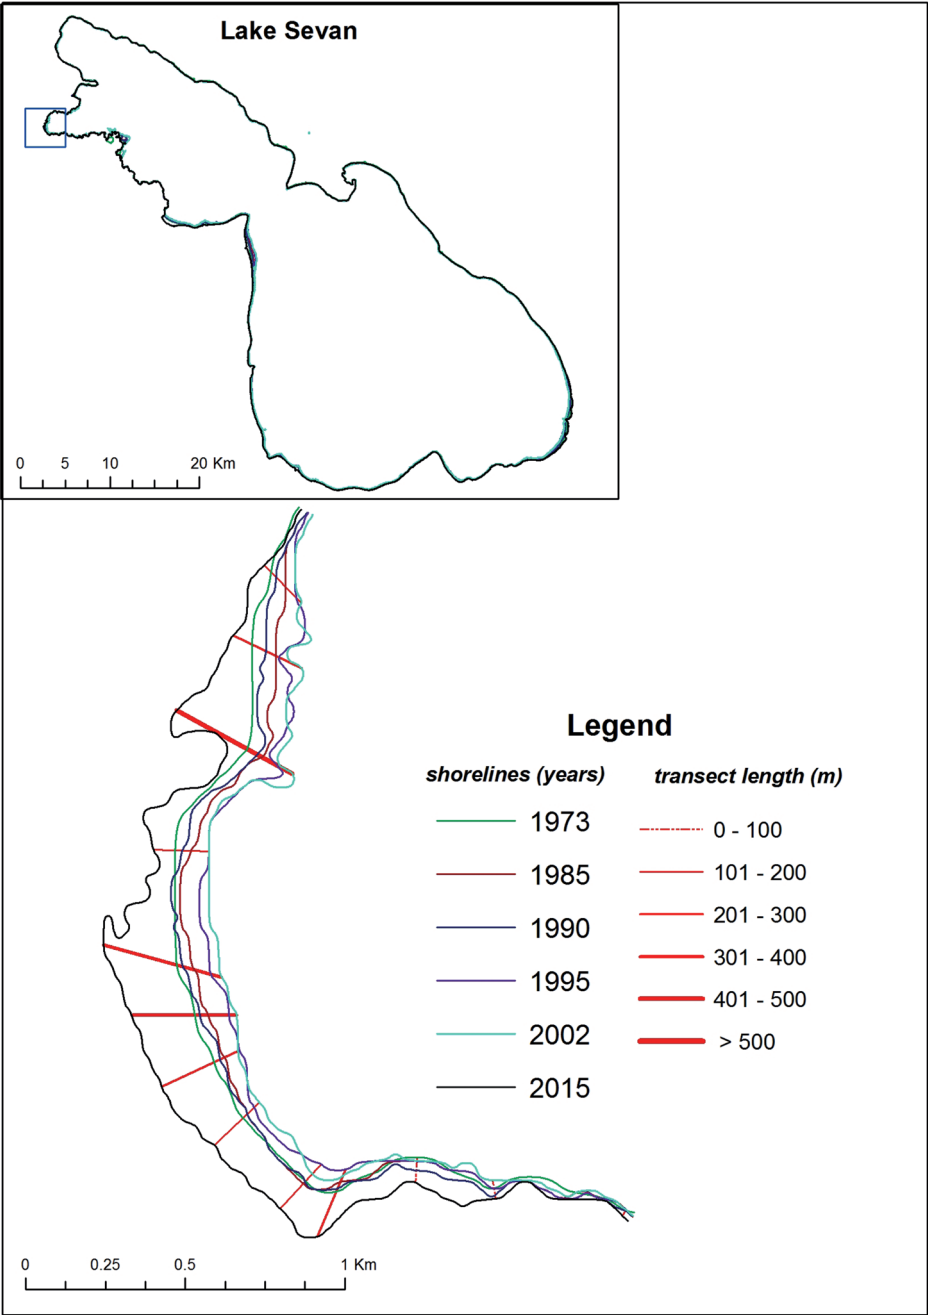 Lake Sevan
0 5 10 20 Km
Legend
shorelines (years)
transect length (m)
1973
1985
1990
1995
2002
2015
0 - 100
101 - 200
201 - 300
301 - 400
401 - 500
> 500
0 0.25 0.5 1 Km